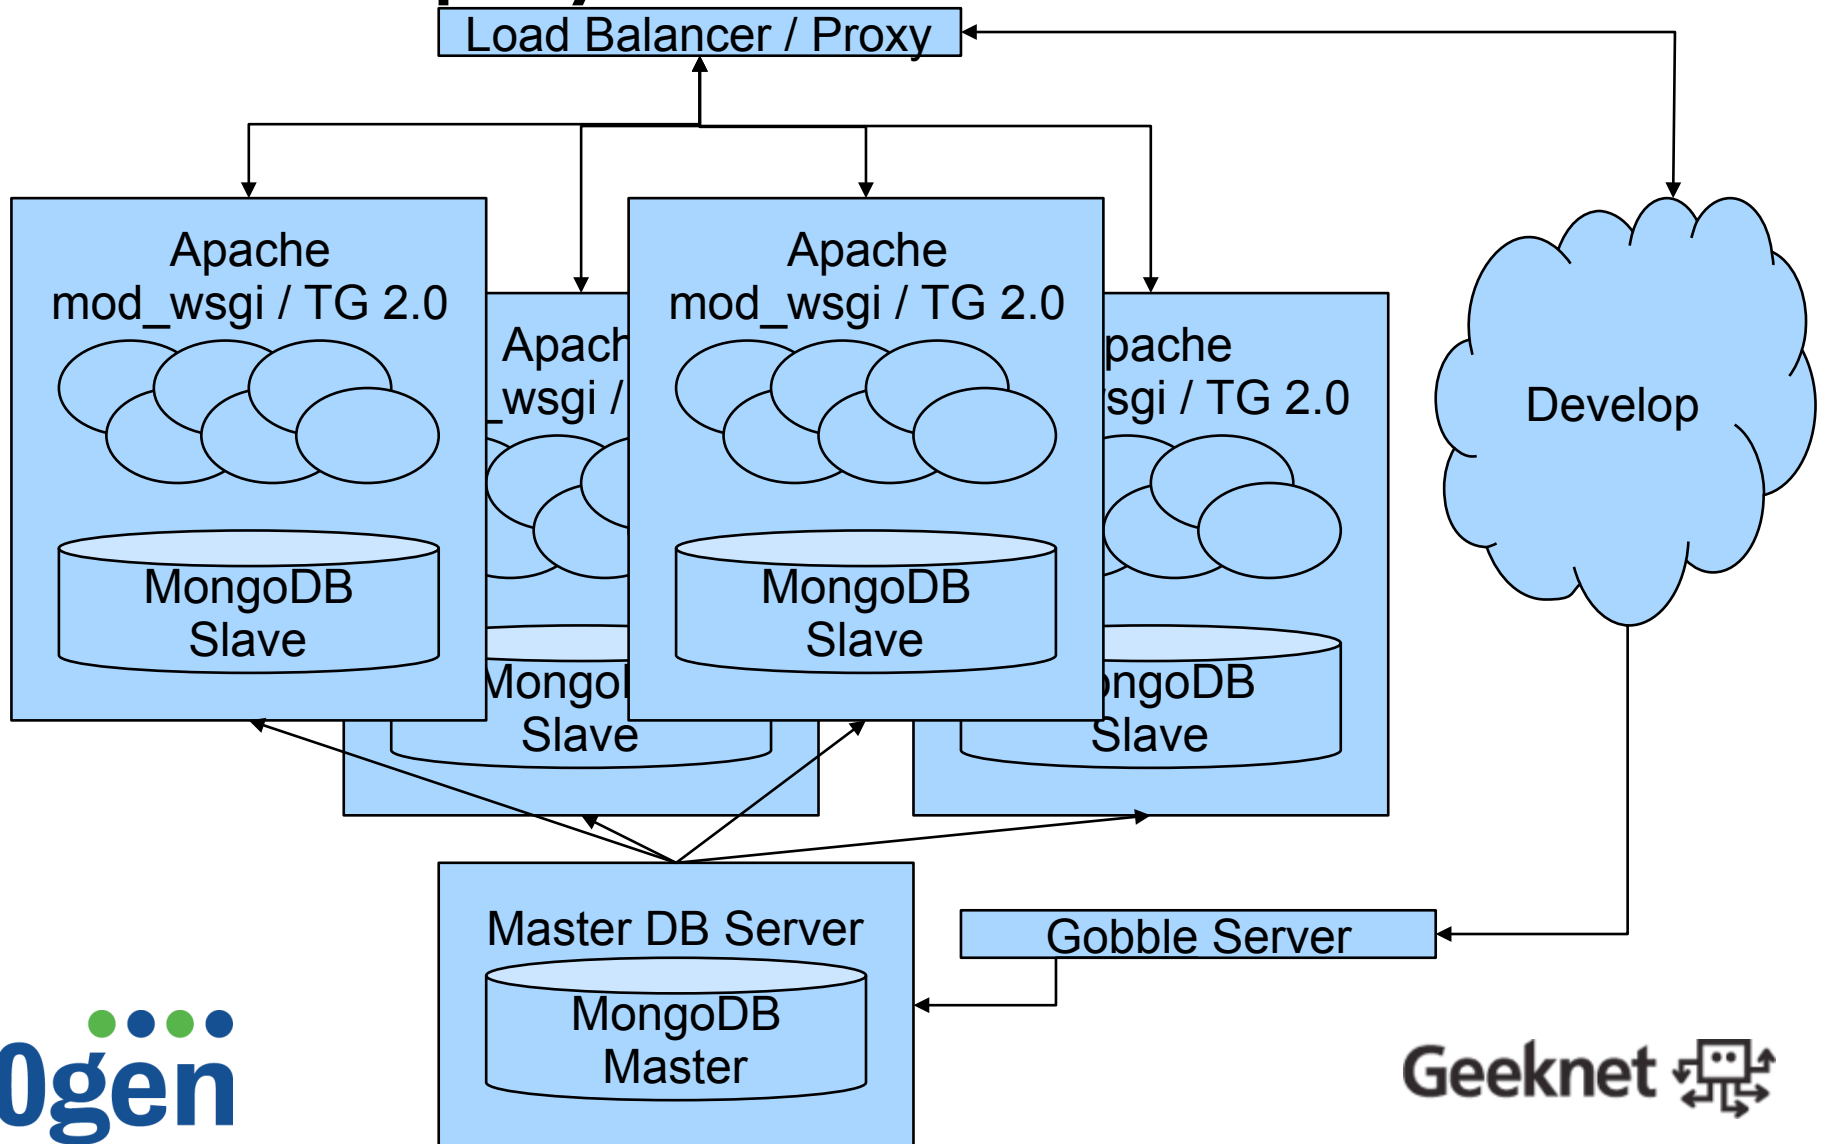 Load Balancer / Proxy
Apache
mod_wsgi / TG 2.0
Apache
mod_wsgi / TG 2.0
Apach
_wsgi /
pache
sgi / TG 2.0
Develop
MongoDB
Slave
MongoDB
Slave
Mongo
Slave
ongoDB
Slave
Master DB Server
Gobble Server
MongoDB
Master
0gen
Geeknet